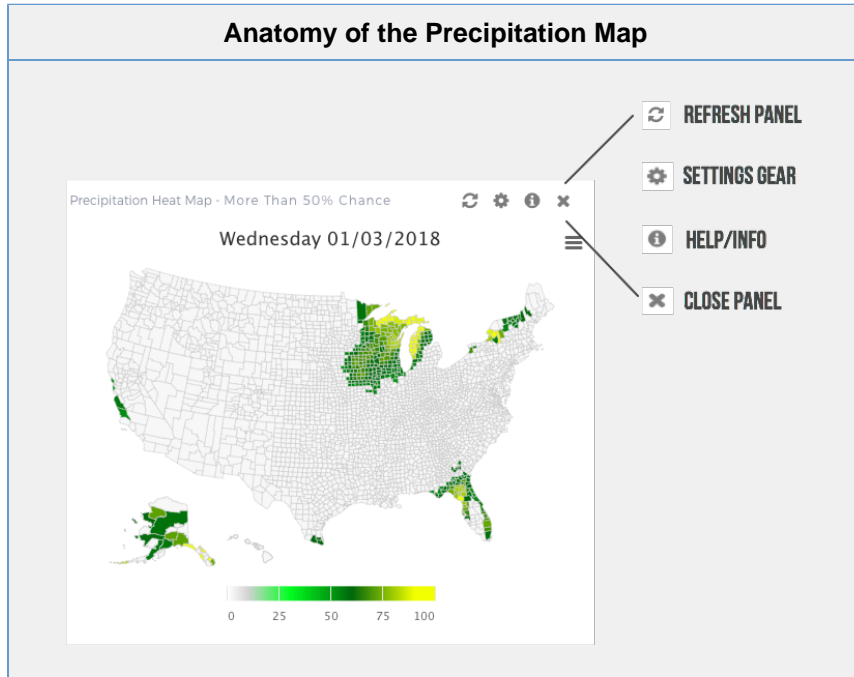 Anatomy of the Precipitation Map
REFRESH PANEL
SETTINGS GEAR
HELP/INFO
CLOSE PANEL
Precipitation Heat Map - More Than 50% Chance
Wednesday 01/03/2018
0 25 50 75 100